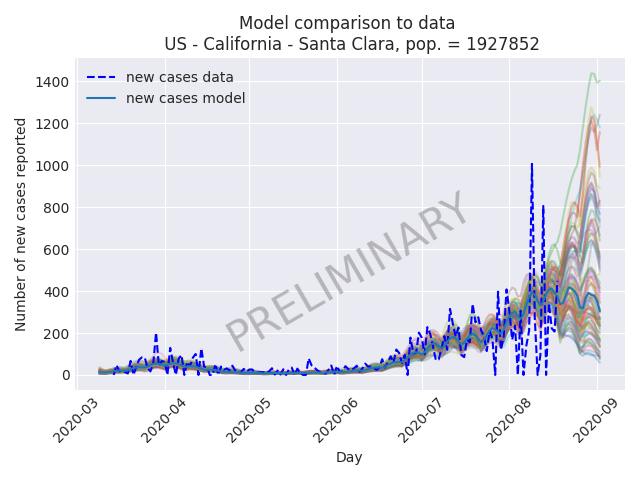 Model comparison to data
US - California - Santa Clara, pop. = 1927852
new cases data
new cases model
1400
1200
1000
800
600
400
200
0
Number of new cases reported
PRELIMINARY
2020-03
2020-04
2020-05
2020-06
2020-07
2020-08
2020-09
Day